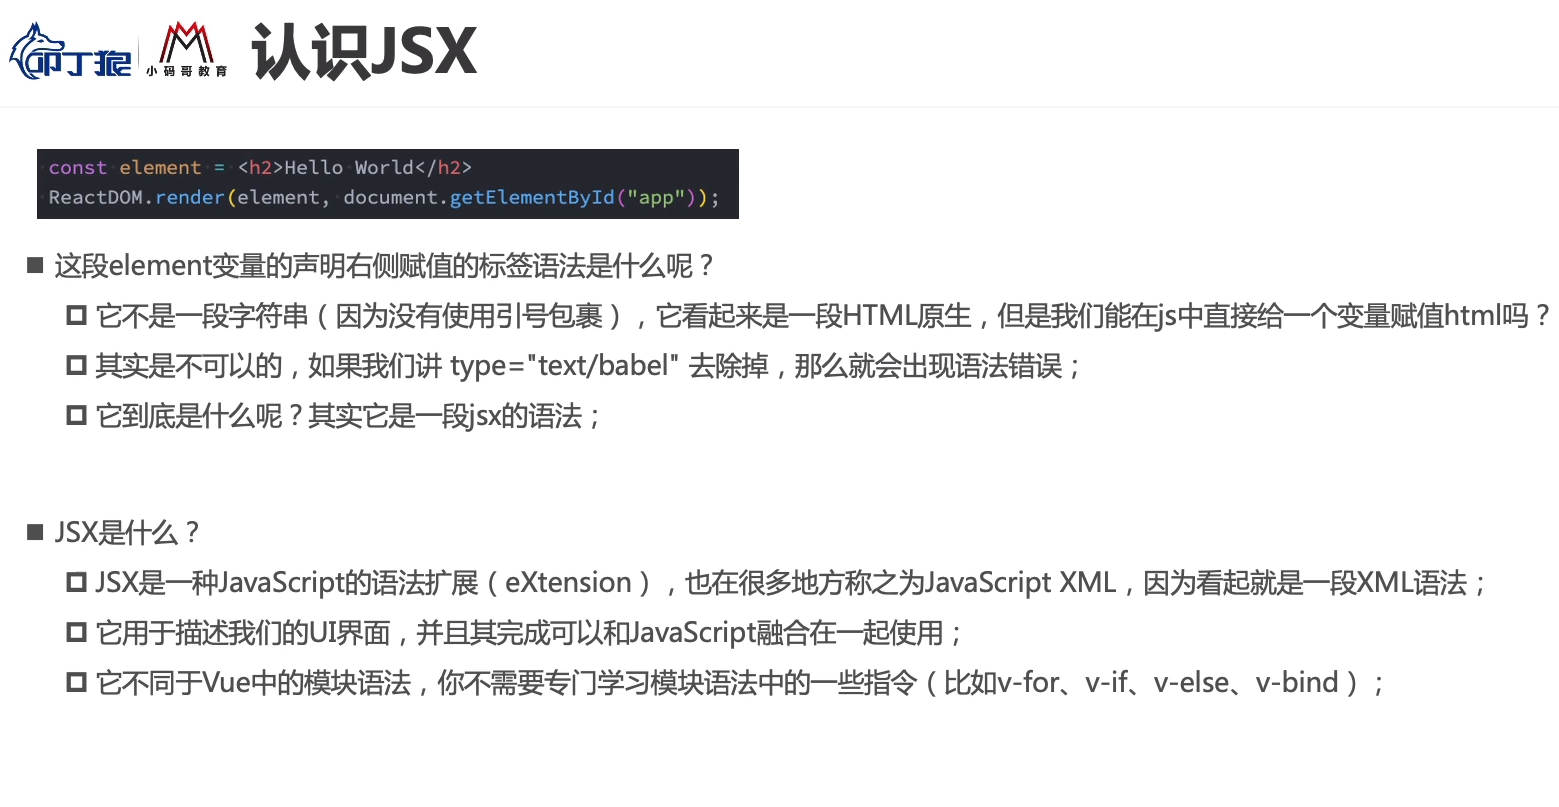 叩丁狼
小码哥教育
认识JSX
const element = <h2>Hello World</h2>
ReactDOM.render(element, document.getElementById("app"));
这段element变量的声明右侧赋值的标签语法是什么呢？
它不是一段字符串（因为没有使用引号包裹），它看起来是一段HTML原生，但是我们能在js中直接给一个变量赋值html吗？
其实是不可以的，如果我们讲 type="text/babel" 去除掉，那么就会出现语法错误；
它到底是什么呢？其实它是一段jsx的语法；
JSX是什么？
JSX是一种JavaScript的语法扩展（eXtension），也在很多地方称之为JavaScript XML，因为看起就是一段XML语法；
它用于描述我们的UI界面，并且其完成可以和JavaScript融合在一起使用；
它不同于Vue中的模块语法，你不需要专门学习模块语法中的一些指令（比如v-for、v-if、v-else、v-bind）；